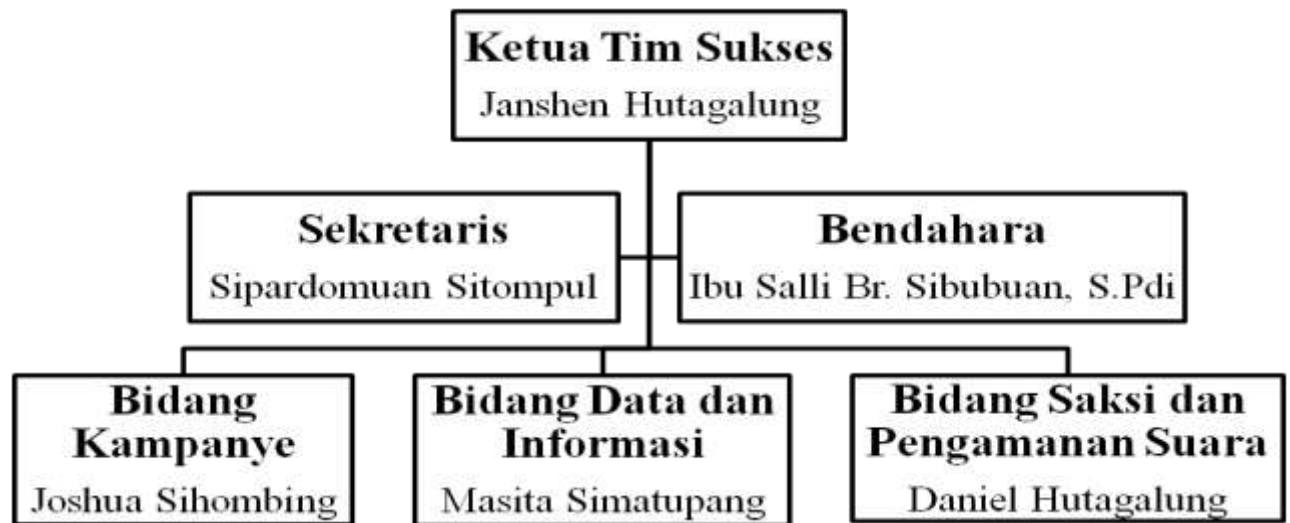 Ketua Tim Sukses
Janshen Hutagalung
Sekretaris
Sipardomuan Sitompul
Bendahara
Ibu Salli Br. Sibubuan, S.Pdi
Bidang
Kampanye
Joshua Sihombing
Bidang Data dan
Informasi
Masita Simatupang
Bidang Saksi dan
Pengamanan Suara
Daniel Hutagalung